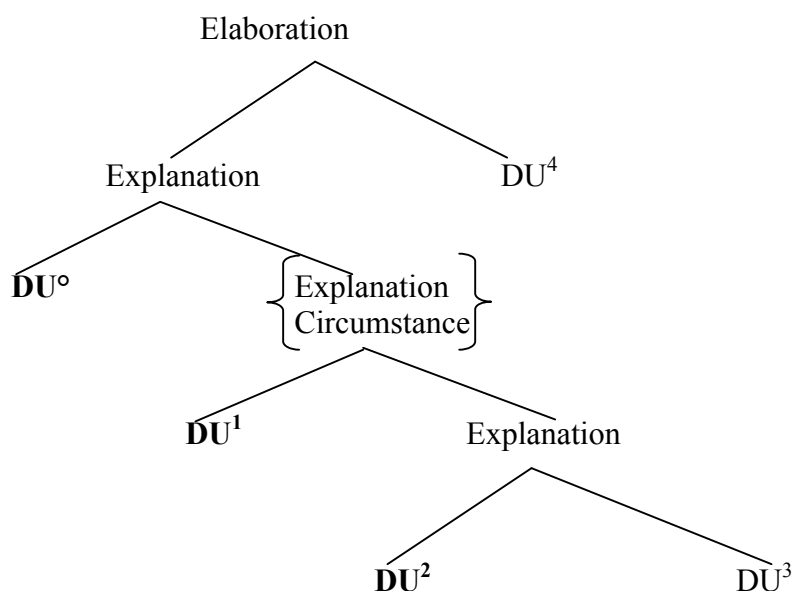 Elaboration
Explanation DU⁴
DU°
Explanation
Circumstance
DU¹ Explanation
DU² DU³